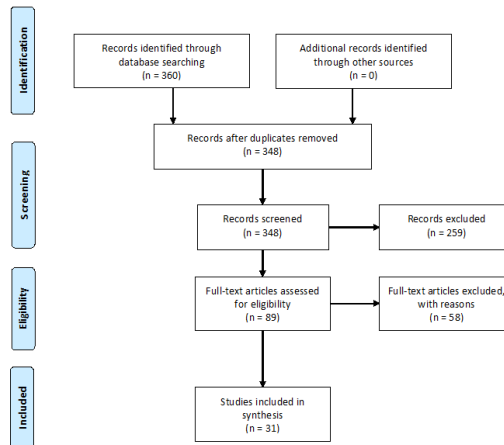 Identification
Records identified through
database searching
(n = 360)
Additional records identified
through other sources
(n = 0)
Records after duplicates removed
(n = 348)
Screening
Records screened
(n = 348)
Records excluded
(n = 259)
Eligibility
Full-text articles assessed
for eligibility
(n = 89)
Full-text articles excluded,
with reasons
(n = 58)
Included
Studies included in
synthesis
(n = 31)